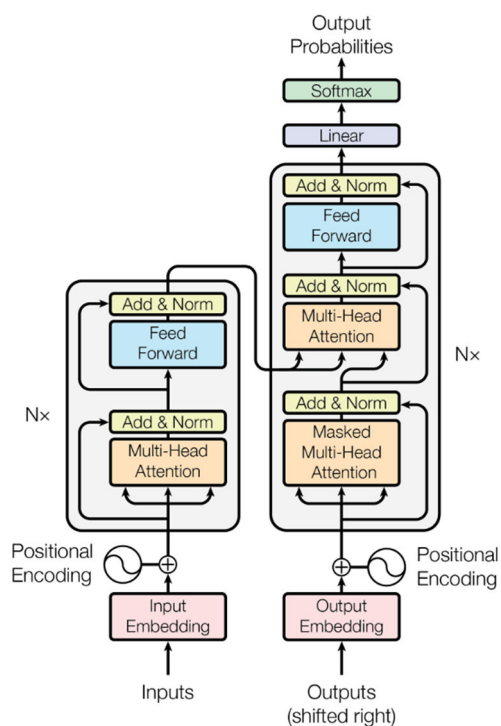 Output
Probabilities
Softmax
Linear
Add & Norm
Feed
Forward
Add & Norm
Multi-Head
Attention
Add & Norm
Masked
Multi-Head
Attention
Nx
Positional
Encoding
Output
Embedding
Outputs
(shifted right)
Add & Norm
Feed
Forward
Add & Norm
Multi-Head
Attention
Nx
Positional
Encoding
Input
Embedding
Inputs